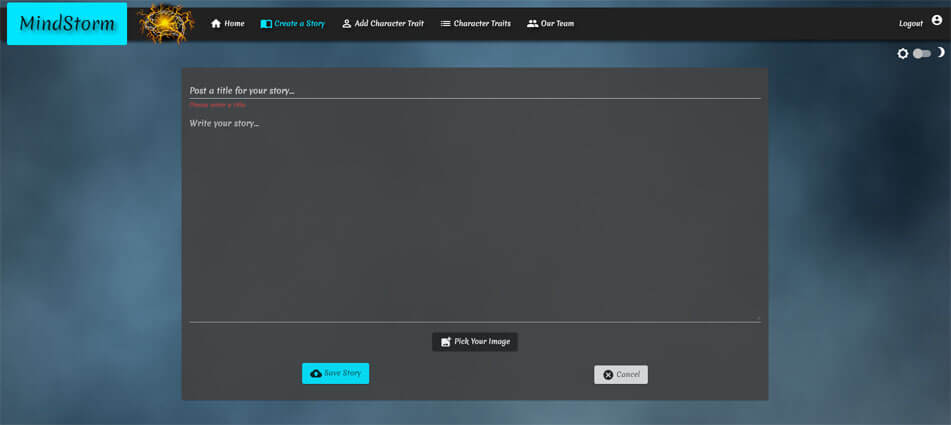 MindStorm
Home
Create a Story
Add Character Trait
Character Traits
Our Team
Logout
Post a title for your story...
Please enter a title
Write your story...
Pick Your Image
Save Story
Cancel